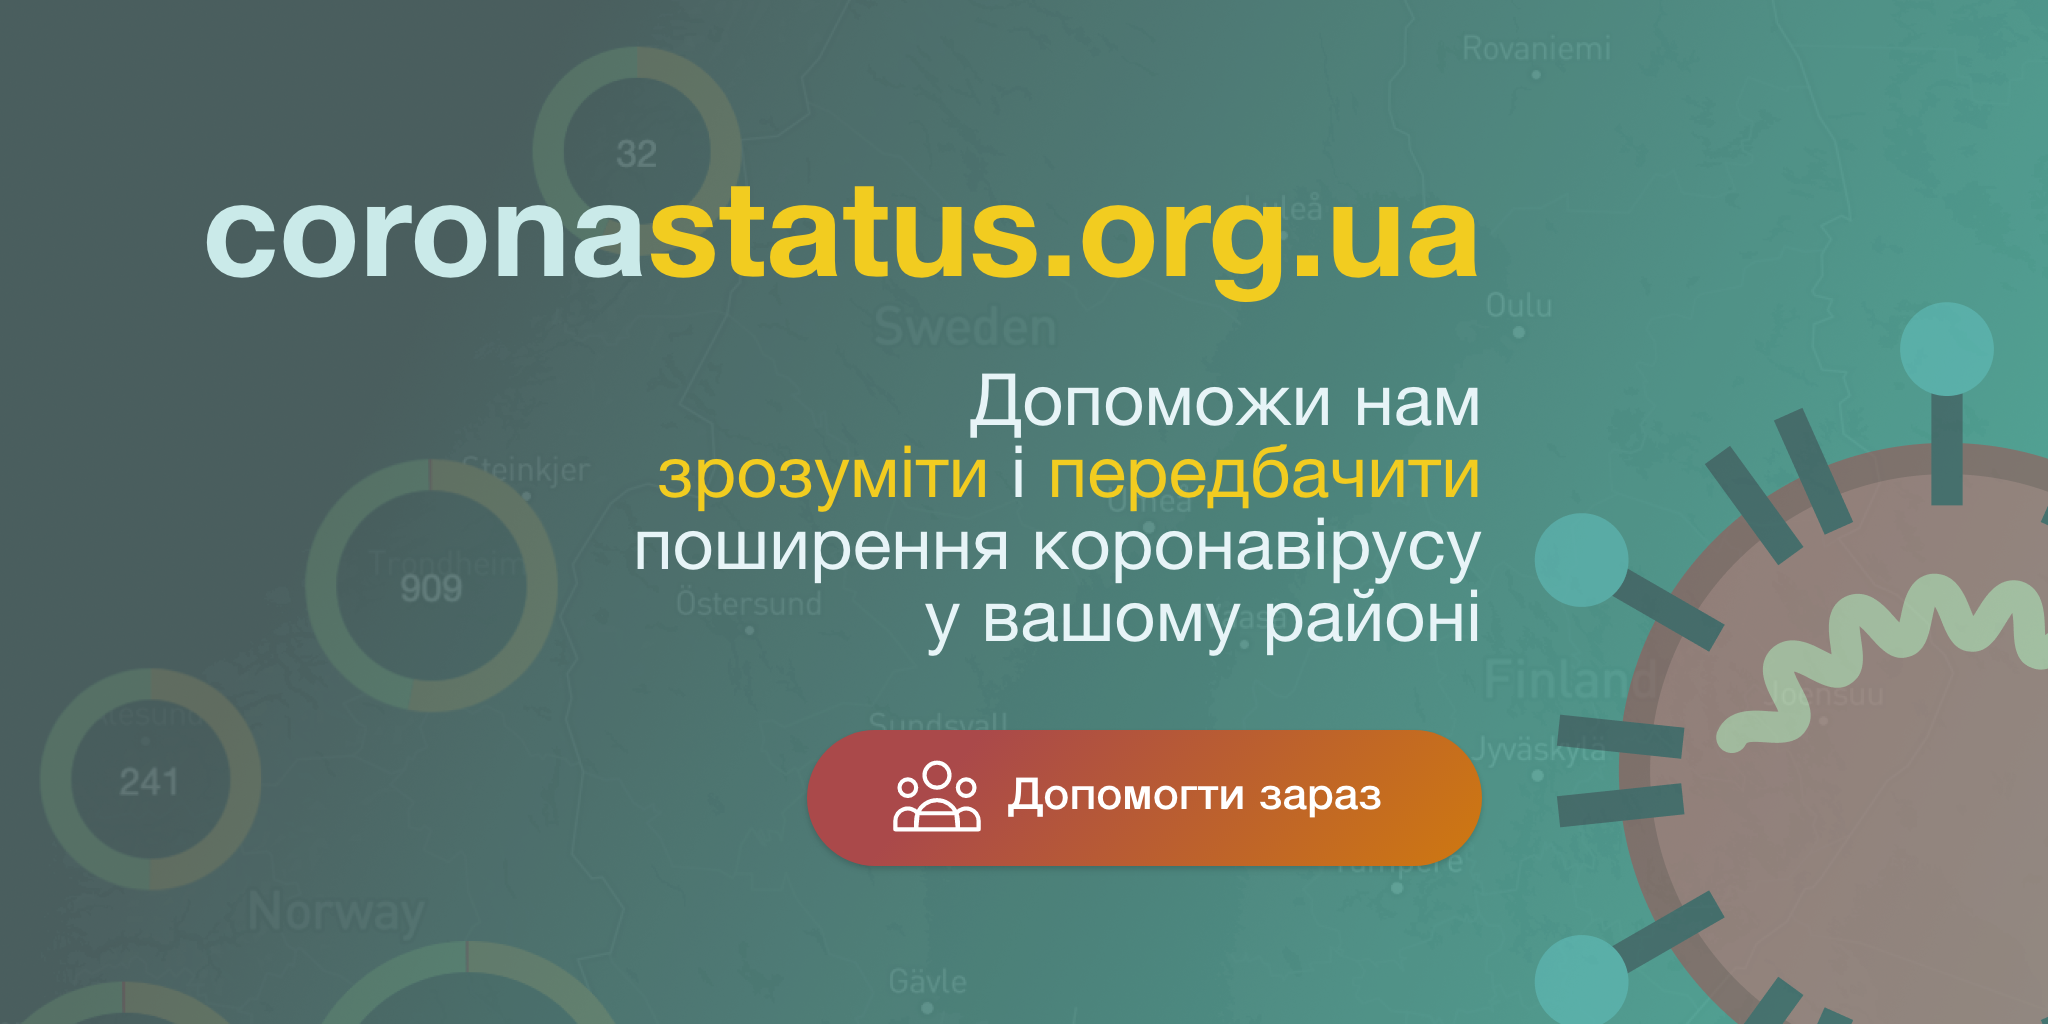 Rovaniemi
32
Luleå
coronastatus.org.ua
Oulu
Sweden
Допоможи нам
зрозуміти і передбачити
Steinkjer
Umeå
поширення коронавірусу
Trondheim
909
Östersund
Vaasa
у вашому районі
Finland
Joensuu
Sundsvall
Jyväskylä
241
Допомогти зараз
Tampere
Norway
Gävle